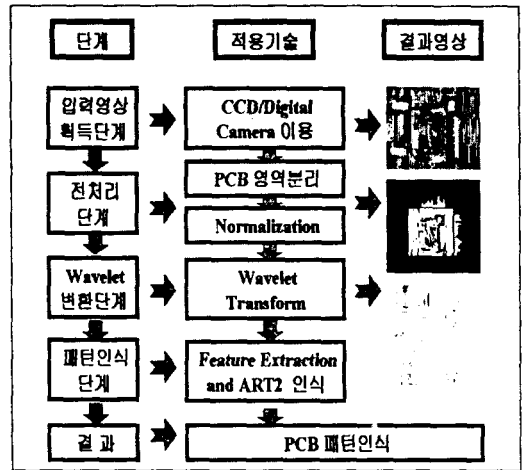 단계
적용기술
결과영상
입력영상
획득단계
CCD/Digital
Camera 이용
PCB 영역분리
전처리
단계
Normalization
Wavelet
변환단계
Wavelet
Transform
패턴인식
단계
Feature Extraction
and ART2 인식
결 과
PCB 패턴인식